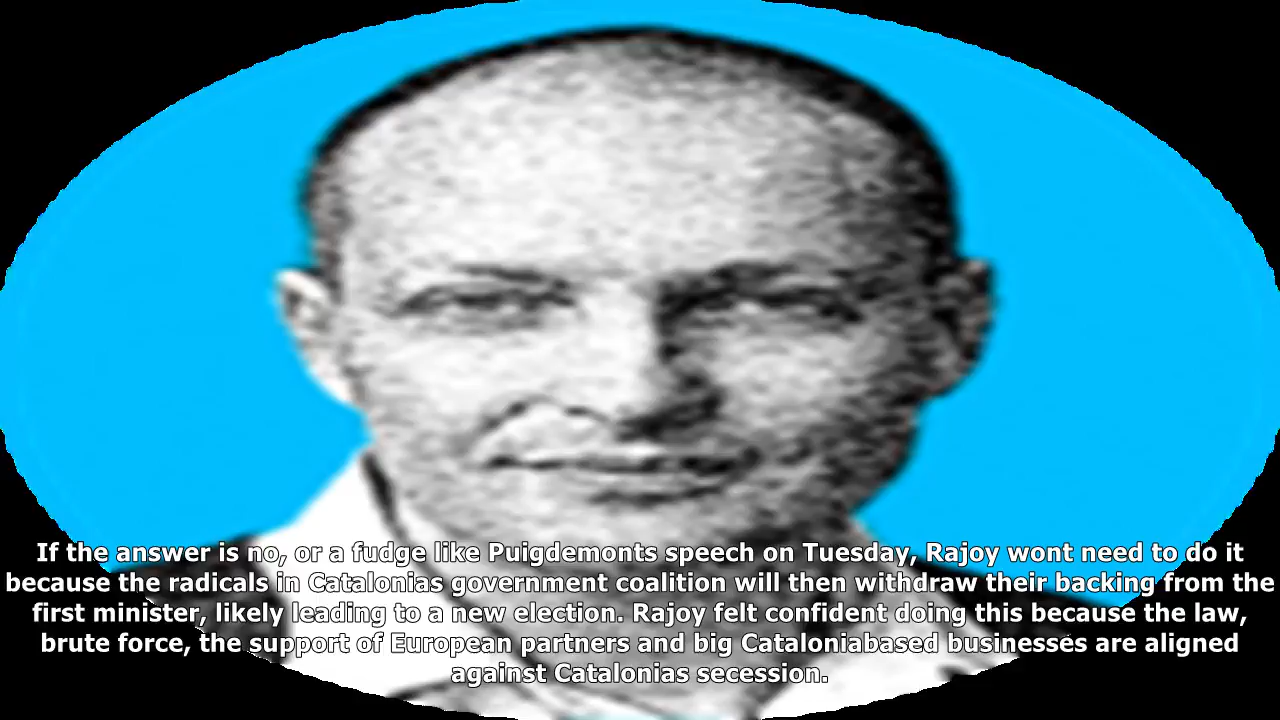 If the answer is no, or a fudge like Puigdemonts speech on Tuesday, Rajoy wont need to do it
because the radicals in Catalonias government coalition will then withdraw their backing from the
first minister, likely leading to a new election. Rajoy felt confident doing this because the law,
brute force, the support of European partners and big Cataloniabased businesses are aligned
against Catalonias secession.